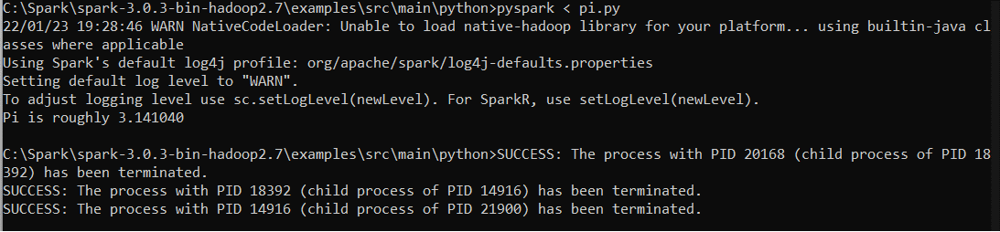 C:\Spark\spark-3.0.3-bin-hadoop2.7\examples\src\main\python>pyspark < pi.py
22/01/23 19:28:46 WARN NativeCodeLoader: Unable to load native-hadoop library for your platform... using builtin-java cl
asses where applicable
Using Spark's default log4j profile: org/apache/spark/log4j-defaults.properties
Setting default log level to "WARN".
To adjust logging level use sc.setLogLevel(newLevel). For SparkR, use setLogLevel(newLevel).
Pi is roughly 3.141040
C:\Spark\spark-3.0.3-bin-hadoop2.7\examples\src\main\python>SUCCESS: The process with PID 20168 (child process of PID 18
392) has been terminated.
SUCCESS: The process with PID 18392 (child process of PID 14916) has been terminated.
SUCCESS: The process with PID 14916 (child process of PID 21900) has been terminated.